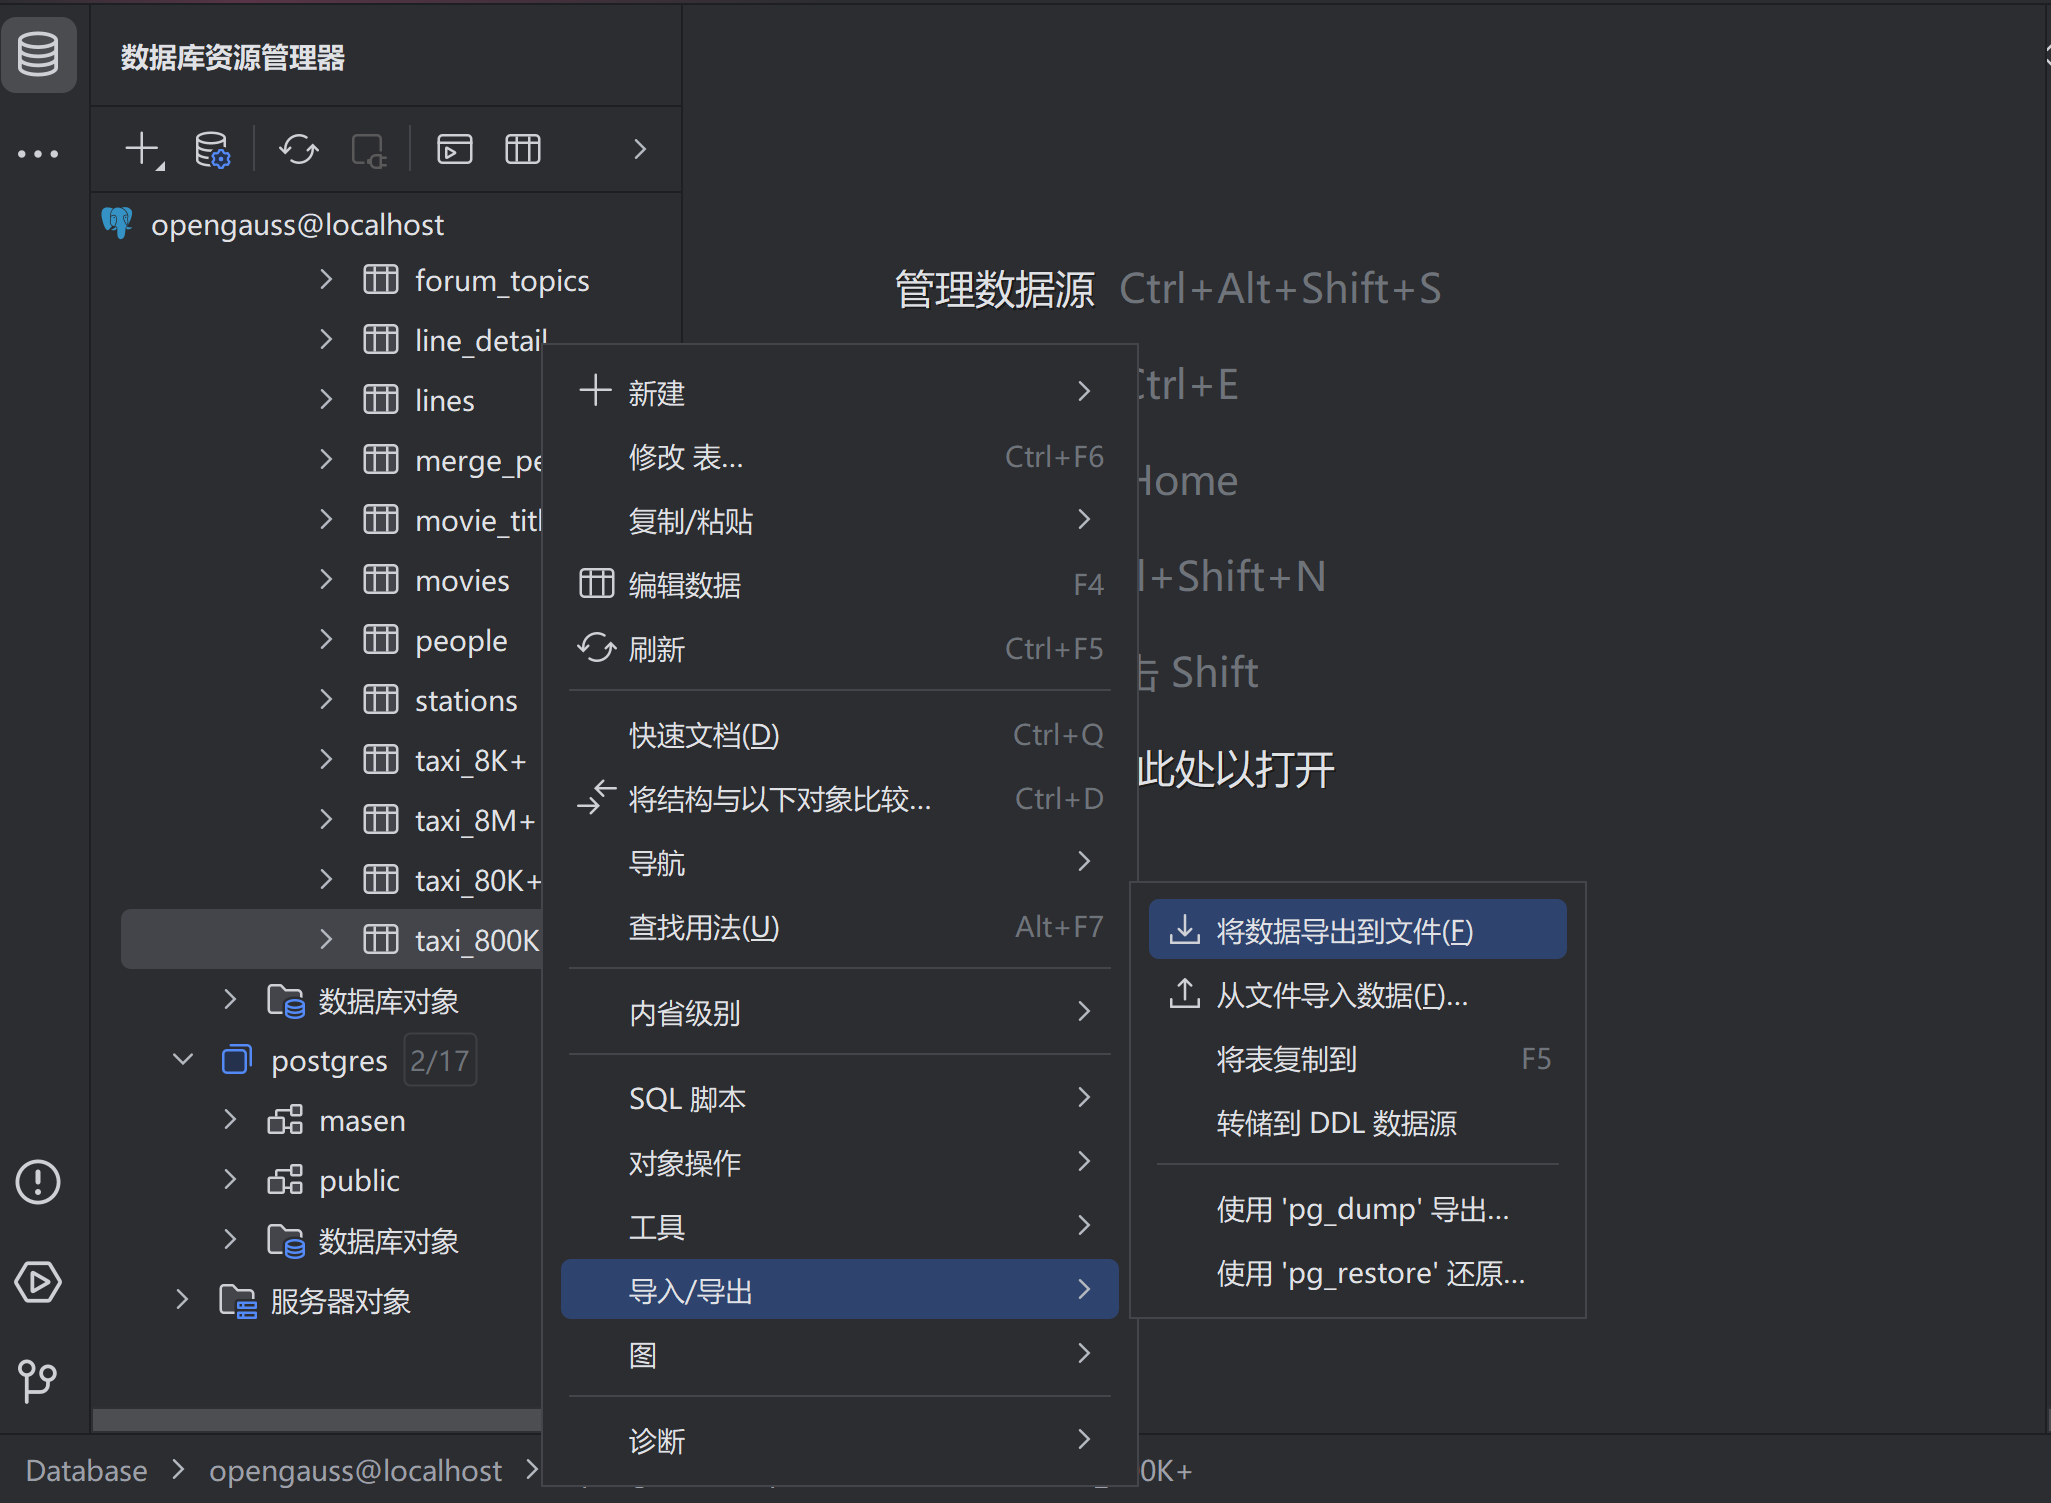 数据库资源管理器
opengauss@localhost
forum_topics
line_detail
lines
merge_pe
movie_titl
movies
people
stations
taxi_8K+
taxi_8M+
taxi_80K+
taxi_800K
数据库对象
postgres 2/17
masen
public
数据库对象
服务器对象
管理数据源 Ctrl+Alt+Shift+S
Ctrl+E
Home
l+Shift+N
击 Shift
此处以打开
新建
修改 表... Ctrl+F6
复制/粘贴
编辑数据 F4
刷新 Ctrl+F5
快速文档(D) Ctrl+Q
将结构与以下对象比较... Ctrl+D
导航
查找用法(U) Alt+F7
内省级别
SQL 脚本
对象操作
工具
导入/导出
图
诊断
将数据导出到文件(F)
从文件导入数据(F)...
将表复制到 F5
转储到 DDL 数据源
使用 'pg_dump' 导出...
使用 'pg_restore' 还原...
Database > opengauss@localhost > 0K+